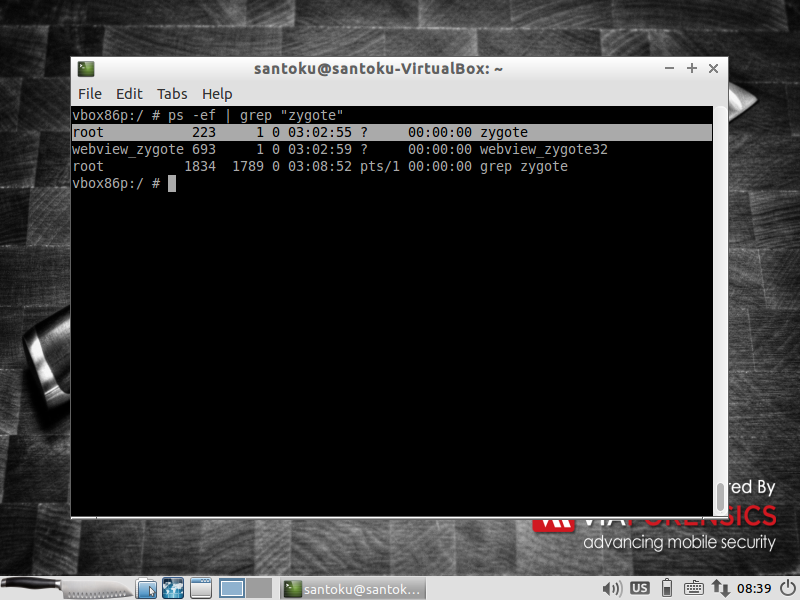 santoku@santoku-VirtualBox: ~
File Edit Tabs Help
vbox86p:/ # ps -ef | grep "zygote"
root 223 1 0 03:02:55 ? 00:00:00 zygote
webview_zygote 693 1 0 03:02:59 ? 00:00:00 webview_zygote32
root 1834 1789 0 03:08:52 pts/1 00:00:00 grep zygote
vbox86p:/ #
red By
VIAFORENSICS
advancing mobile security
santoku@santok...
US
08:39